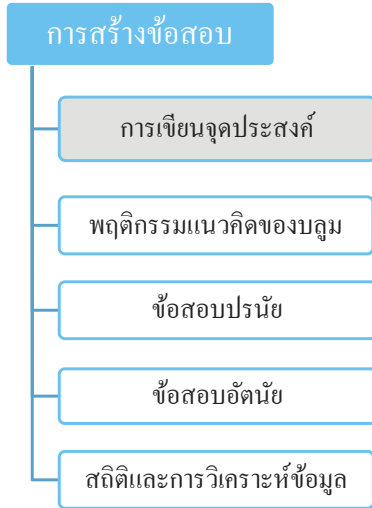 การสร้างข้อสอบ
การเขียนจุดประสงค์
พฤติกรรมแนวคิดของบลูม
ข้อสอบปรนัย
ข้อสอบอัตนัย
สถิติและการวิเคราะห์ข้อมูล